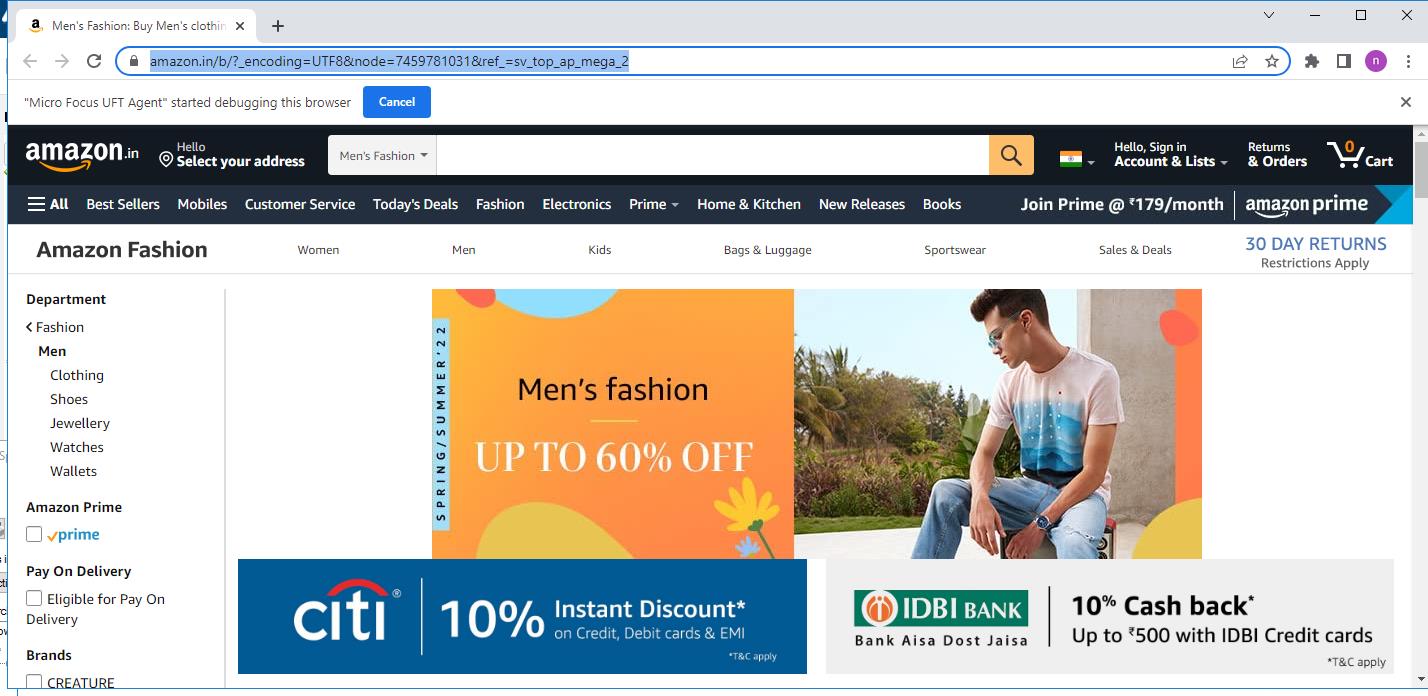 Men's Fashion: Buy Men's clothin
amazon.in/b/?_encoding=UTF8&node=7459781031&ref_=sv_top_ap_mega_2
n
"Micro Focus UFT Agent" started debugging this browser
Cancel
amazon.in
Hello
Select your address
Men's Fashion
Hello, Sign in
Account & Lists
Returns
& Orders
0
Cart
All
Best Sellers
Mobiles
Customer Service
Today's Deals
Fashion
Electronics
Prime
Home & Kitchen
New Releases
Books
Join Prime @ ₹179/month
amazon prime
Amazon Fashion
Women
Men
Kids
Bags & Luggage
Sportswear
Sales & Deals
30 DAY RETURNS
Restrictions Apply
Department
Fashion
Men
Clothing
Shoes
Jewellery
Watches
Wallets
Amazon Prime
prime
Pay On Delivery
Eligible for Pay On
Delivery
Brands
CREATURE
SPRING/SUMMER'22
Men's fashion
UP TO 60% OFF
citi®
10%
Instant Discount*
on Credit, Debit cards & EMI
*T&C apply
IDBI BANK
Bank Aisa Dost Jaisa
10% Cash back*
Up to ₹500 with IDBI Credit cards
*T&C apply